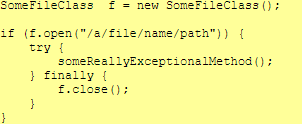 SomeFileClass  f = new SomeFileClass();

if (f.open("/a/file/name/path")) {
    try {
        someReallyExceptionalMethod();
    } finally {
        f.close();
    }
}